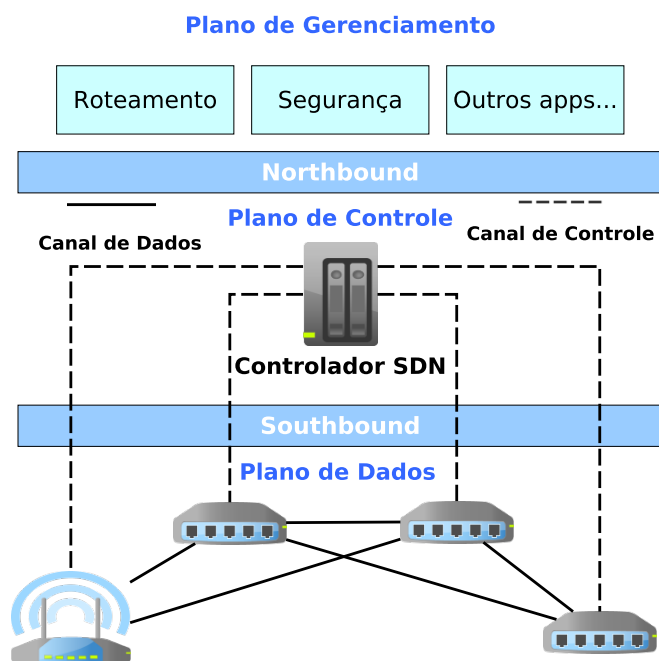 Plano de Gerenciamento
Roteamento
Segurança
Outros apps...
Northbound
Plano de Controle
Canal de Dados
Canal de Controle
Controlador SDN
Southbound
Plano de Dados